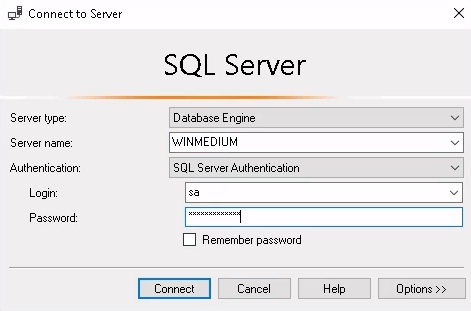 Connect to Server
SQL Server
Server type: Database Engine
Server name: WINMEDIUM
Authentication: SQL Server Authentication
Login: sa
Password: *************
Remember password
Connect Cancel Help Options >>